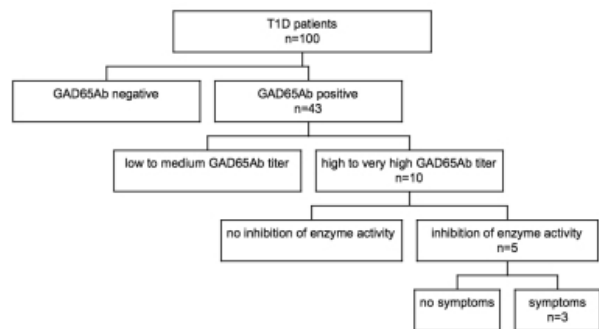 T1D patients
n=100
GAD65Ab negative
GAD65Ab positive
n=43
low to medium GAD65Ab titer
high to very high GAD65Ab titer
n=10
no inhibition of enzyme activity
inhibition of enzyme activity
n=5
no symptoms
symptoms
n=3